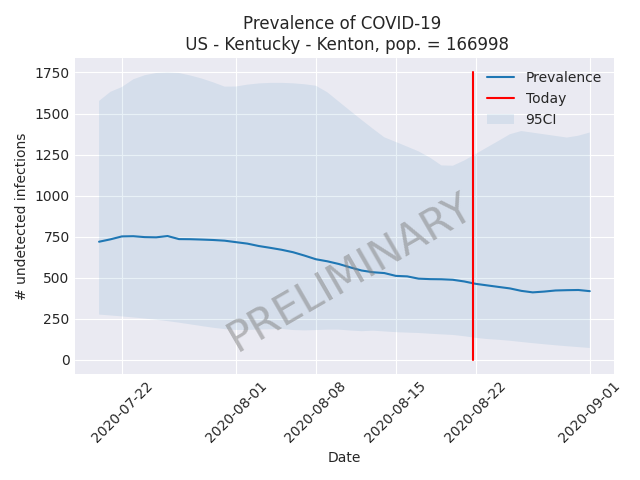 Prevalence of COVID-19
US - Kentucky - Kenton, pop. = 166998
1750
1500
1250
1000
750
500
250
0
# undetected infections
Prevalence
Today
95CI
PRELIMINARY
2020-07-22
2020-08-01
2020-08-08
2020-08-15
2020-08-22
2020-09-01
Date